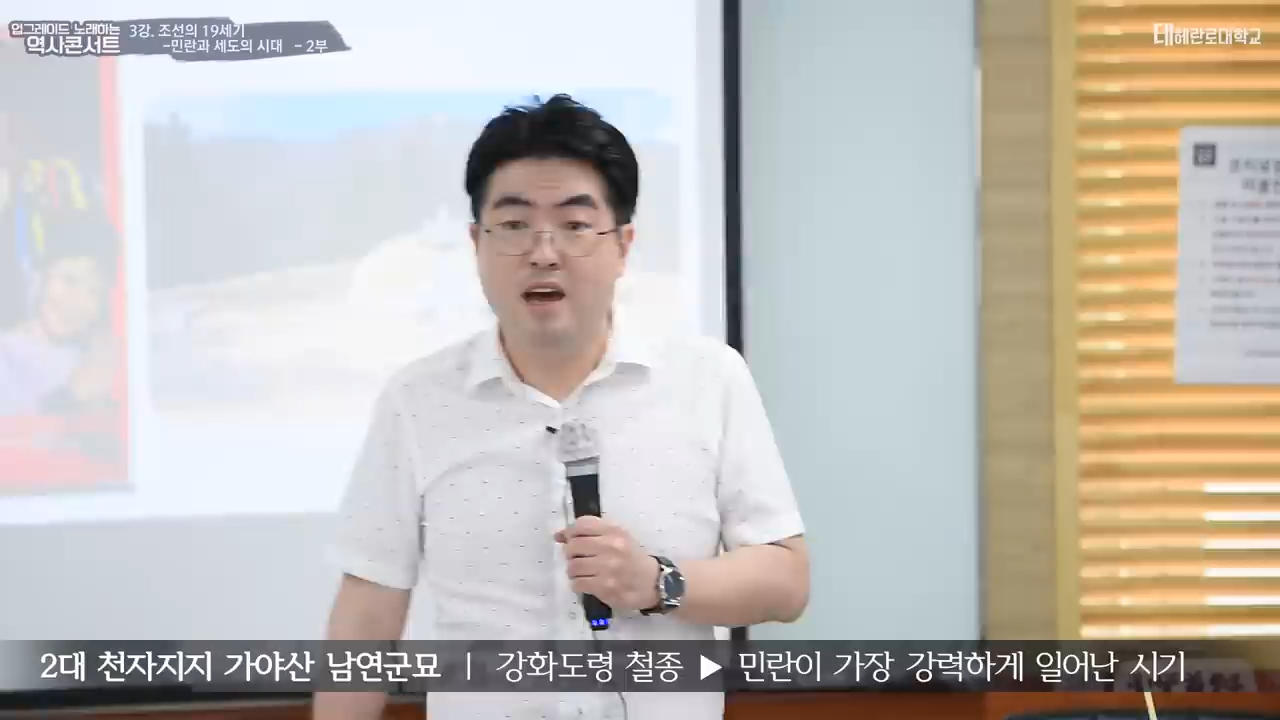 업그레이드 노래하는
역사콘서트
3강. 조선의 19세기
-민란과 세도의 시대 - 2부
태헤란로대학교
2대 천자지지 가야산 남연군묘 | 강화도령 철종 ▶ 민란이 가장 강력하게 일어난 시기